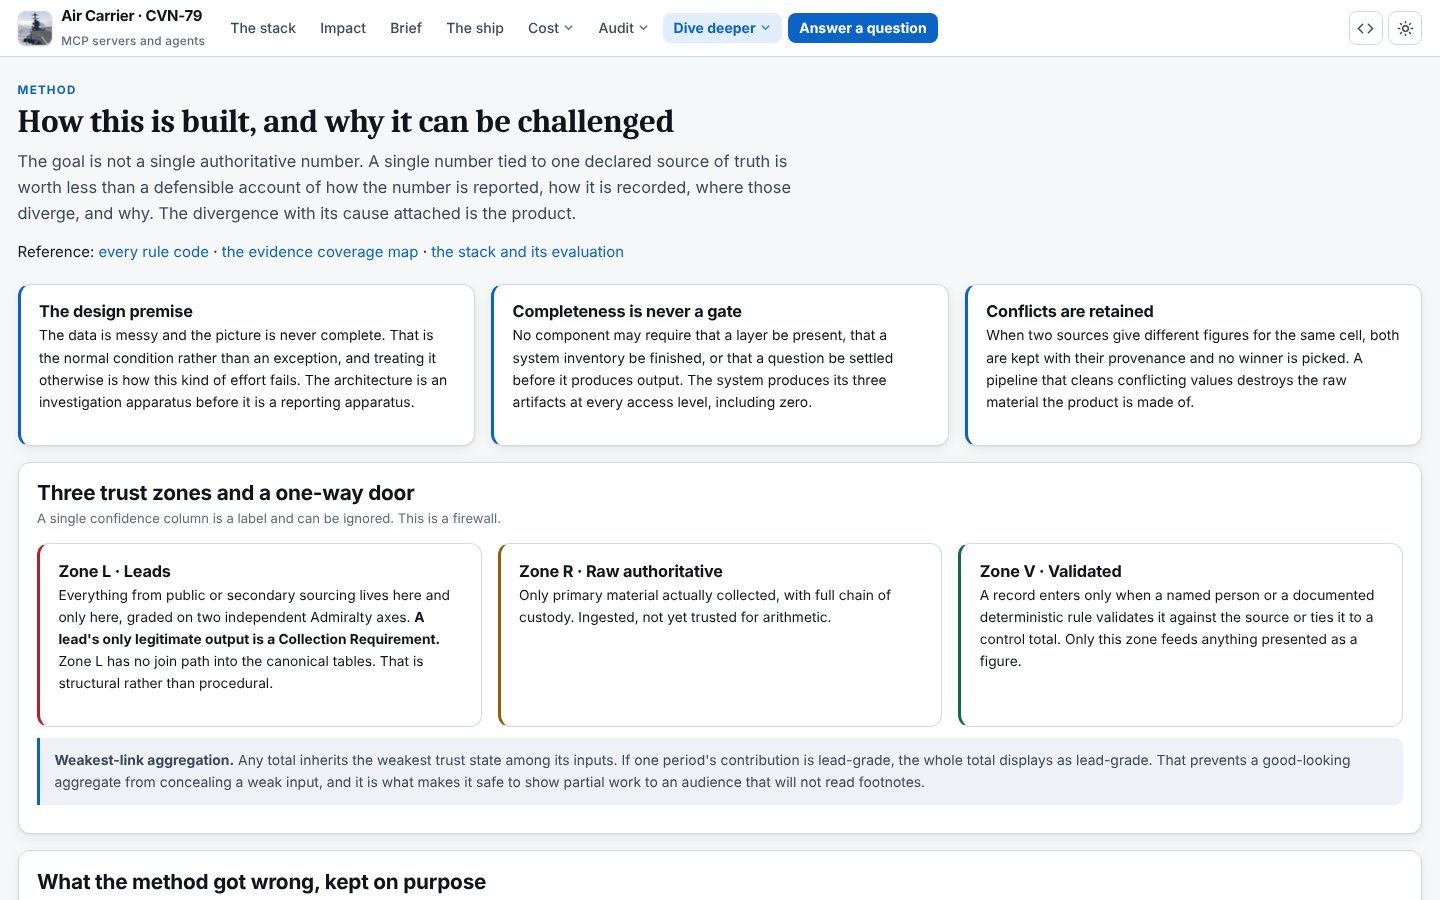 Air Carrier · CVN-79
MCP servers and agents
The stack
Impact
Brief
The ship
Cost
Audit
Dive deeper
Answer a question
METHOD
How this is built, and why it can be challenged
The goal is not a single authoritative number. A single number tied to one declared source of truth is
worth less than a defensible account of how the number is reported, how it is recorded, where those
diverge, and why. The divergence with its cause attached is the product.
Reference: every rule code · the evidence coverage map · the stack and its evaluation
The design premise
The data is messy and the picture is never complete. That is
the normal condition rather than an exception, and treating it
otherwise is how this kind of effort fails. The architecture is an
investigation apparatus before it is a reporting apparatus.
Completeness is never a gate
No component may require that a layer be present, that a
system inventory be finished, or that a question be settled
before it produces output. The system produces its three
artifacts at every access level, including zero.
Conflicts are retained
When two sources give different figures for the same cell, both
are kept with their provenance and no winner is picked. A
pipeline that cleans conflicting values destroys the raw
material the product is made of.
Three trust zones and a one-way door
A single confidence column is a label and can be ignored. This is a firewall.
Zone L · Leads
Everything from public or secondary sourcing lives here and
only here, graded on two independent Admiralty axes. A
lead's only legitimate output is a Collection Requirement.
Zone L has no join path into the canonical tables. That is
structural rather than procedural.
Zone R · Raw authoritative
Only primary material actually collected, with full chain of
custody. Ingested, not yet trusted for arithmetic.
Zone V · Validated
A record enters only when a named person or a documented
deterministic rule validates it against the source or ties it to a
control total. Only this zone feeds anything presented as a
figure.
Weakest-link aggregation. Any total inherits the weakest trust state among its inputs. If one period's contribution is lead-grade, the whole total displays as lead-grade. That prevents a good-looking
aggregate from concealing a weak input, and it is what makes it safe to show partial work to an audience that will not read footnotes.
What the method got wrong, kept on purpose